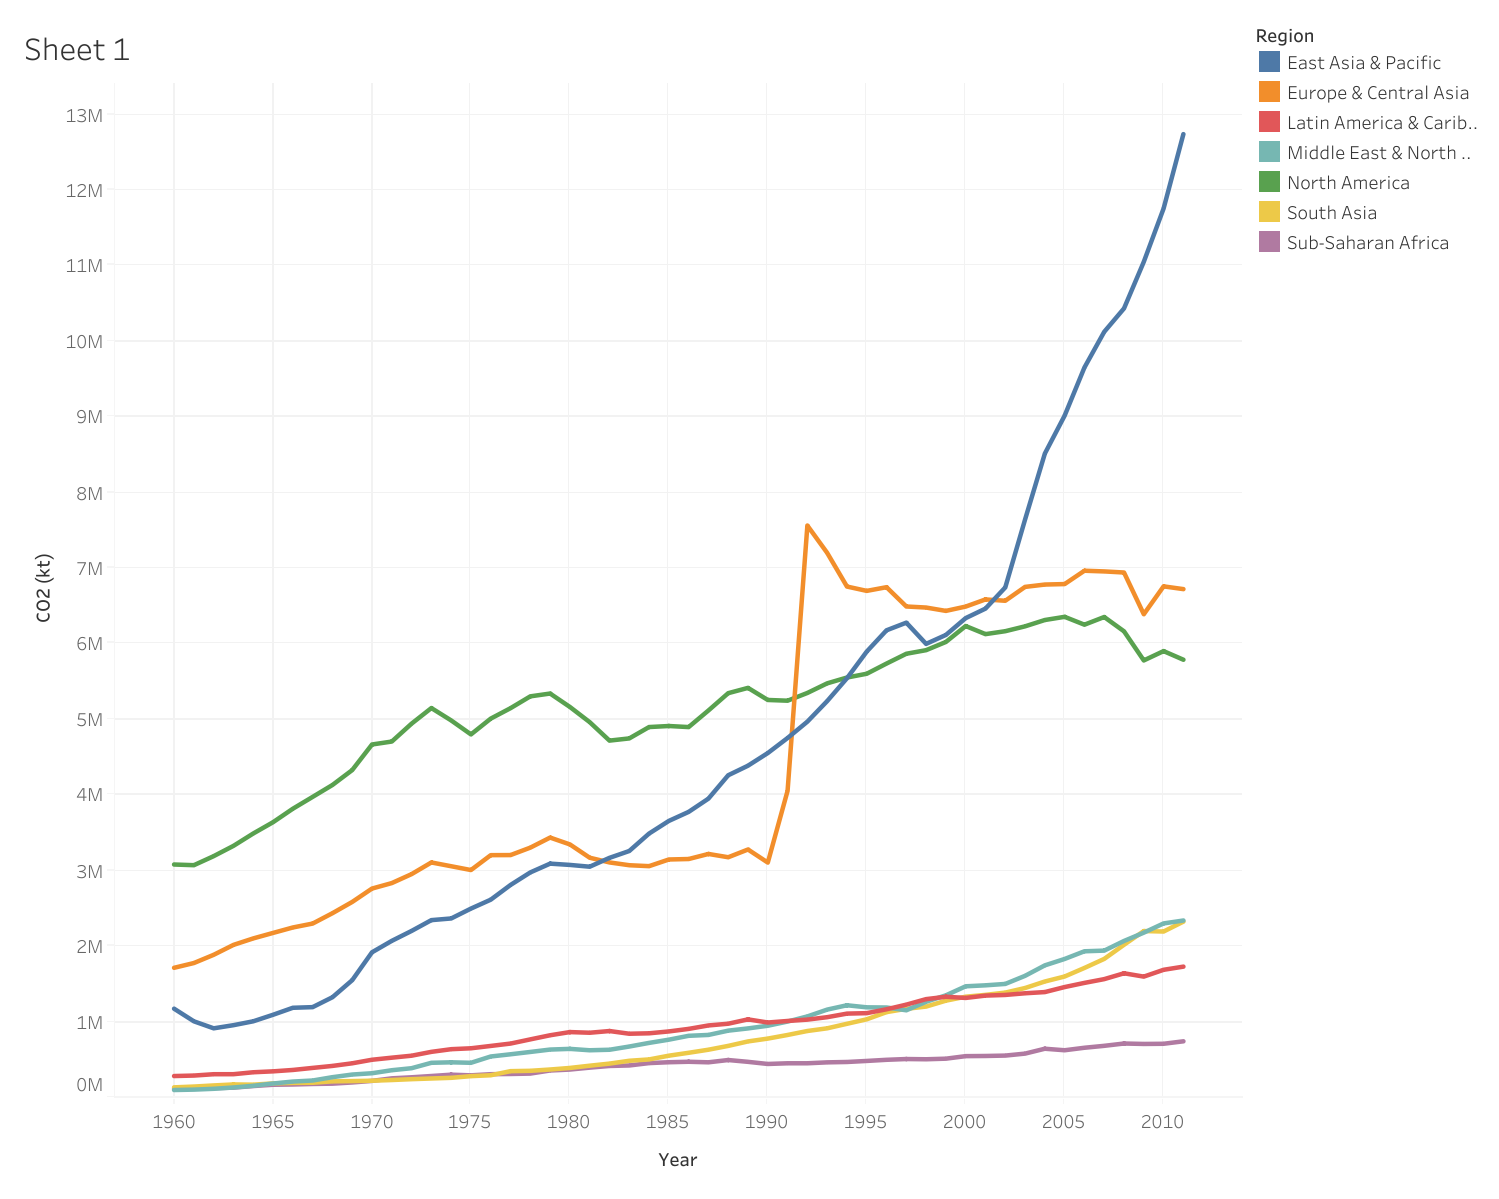 Sheet 1
Region
East Asia & Pacific
Europe & Central Asia
Latin America & Carib..
Middle East & North ..
North America
South Asia
Sub-Saharan Africa
13M
12M
11M
10M
9M
8M
7M
6M
5M
4M
3M
2M
1M
0M
CO2 (kt)
1960 1965 1970 1975 1980 1985 1990 1995 2000 2005 2010
Year